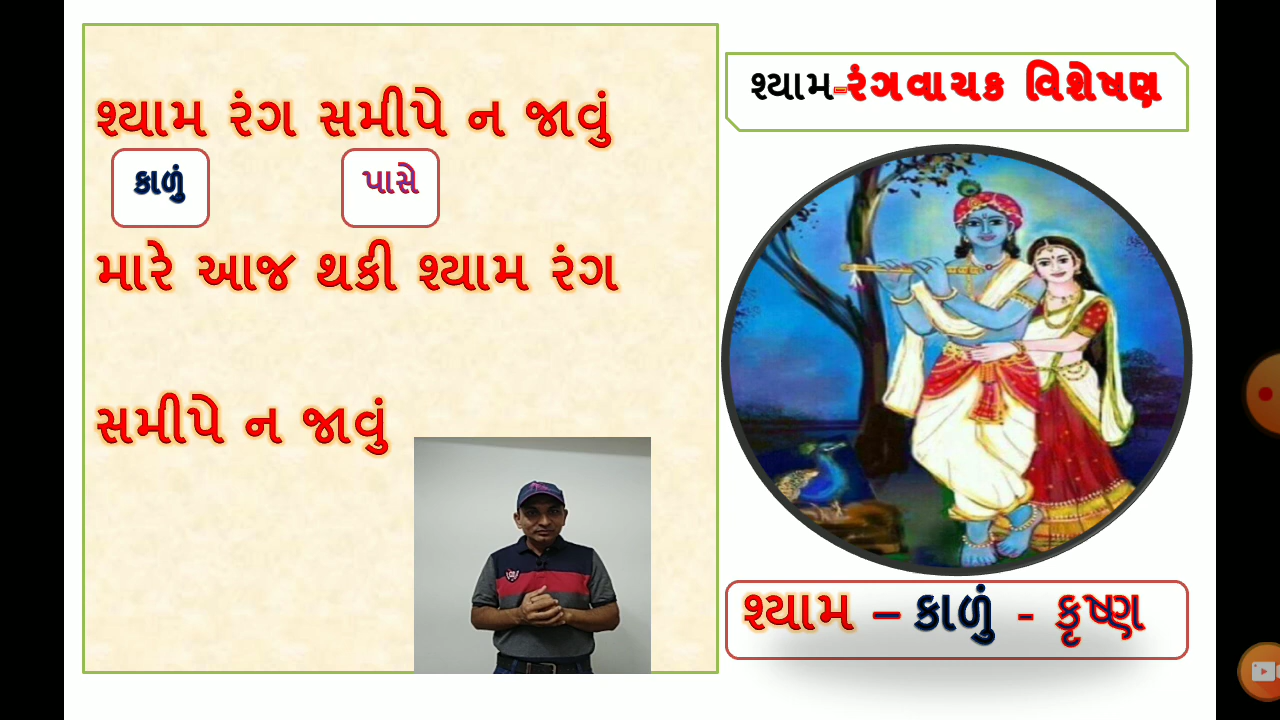 શ્યામ રંગ સમીપે ન જાવું
કાળું
પાસે
મારે આજ થકી શ્યામ રંગ
સમીપે ન જાવું
શ્યામ-રંગવાચક વિશેષણ
શ્યામ – કાળું - કૃષ્ણ